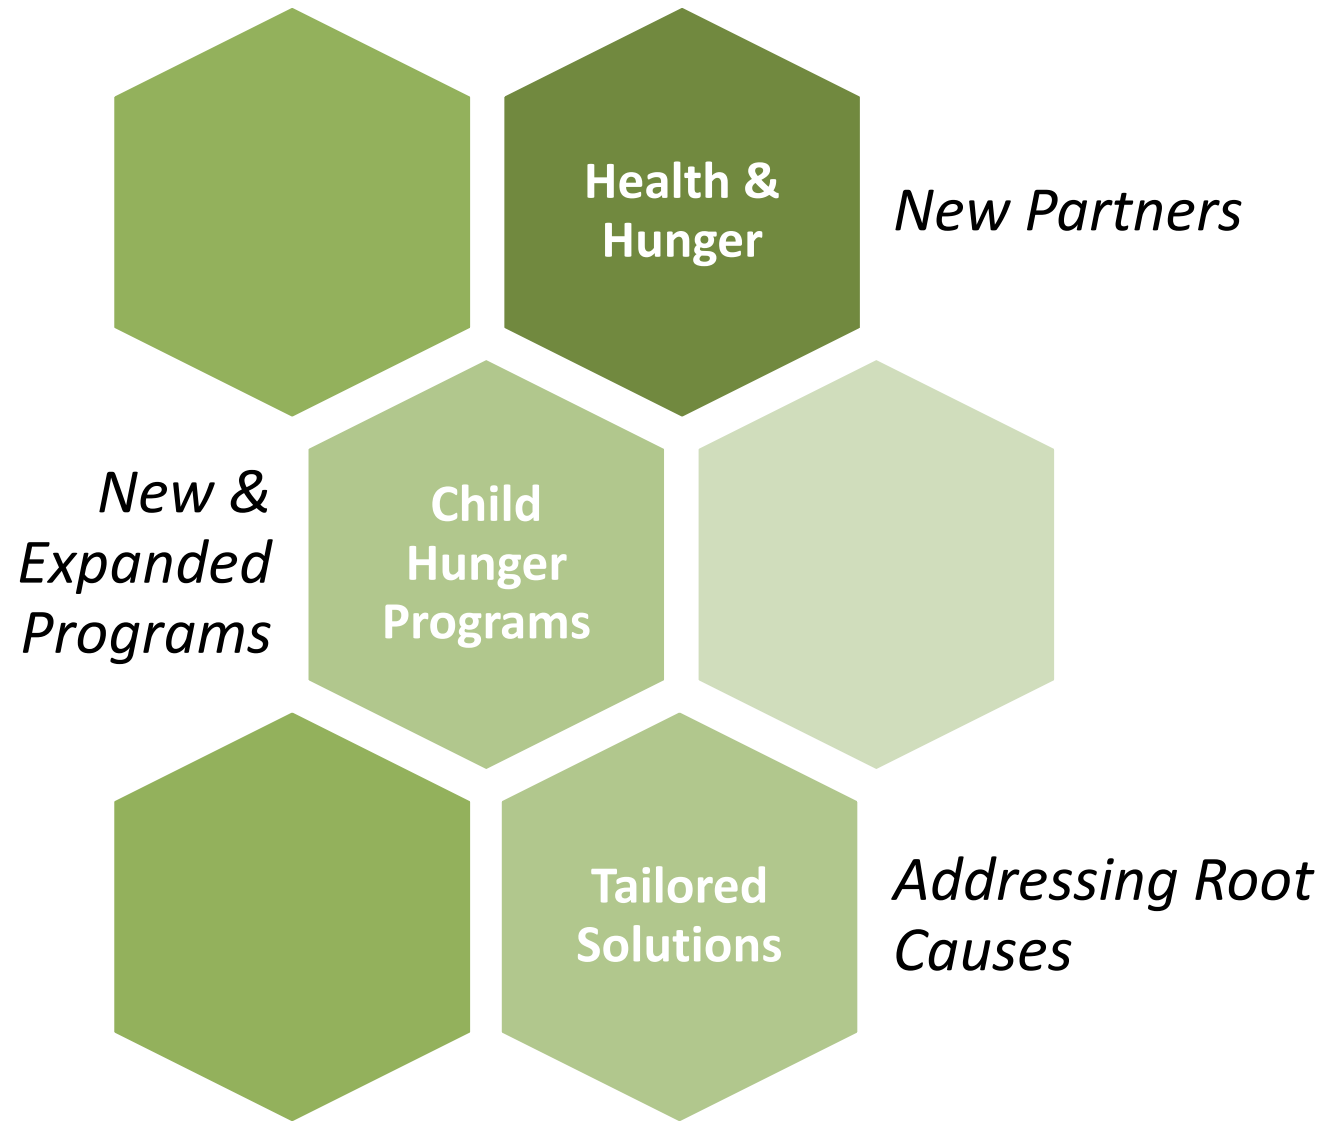 Health &
Hunger
New Partners
New &
Expanded
Programs
Child
Hunger
Programs
Tailored
Solutions
Addressing Root
Causes